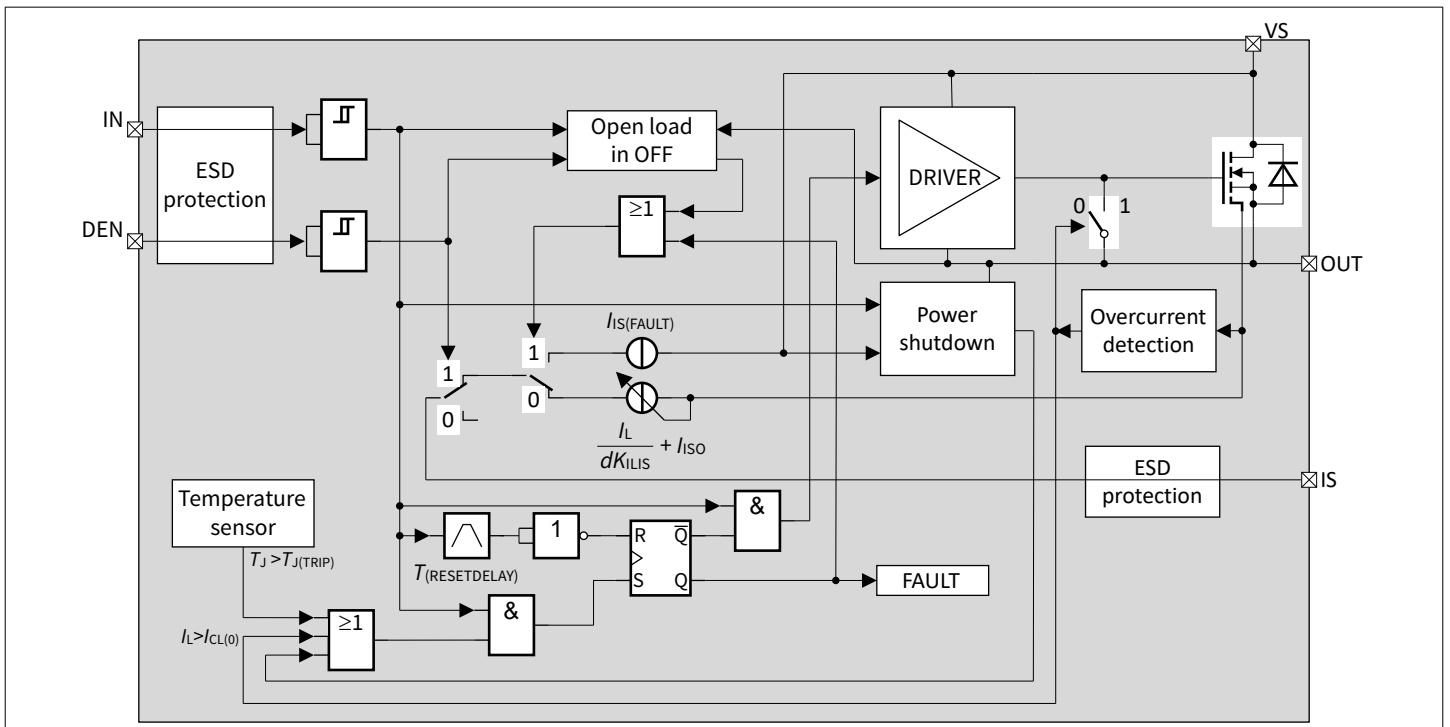 VS
IN
ESD
protection
Open load
in OFF
DRIVER
≥1
0 1
DEN
OUT
Power
shutdown
Overcurrent
detection
IIS(FAULT)
1
0
1
0
IL
dKILIS
+ IISO
ESD
protection
IS
Temperature
sensor
TJ >TJ(TRIP)
&
1
R Q̅
S Q
T(RESETDELAY)
FAULT
&
≥1
IL>ICL(0)